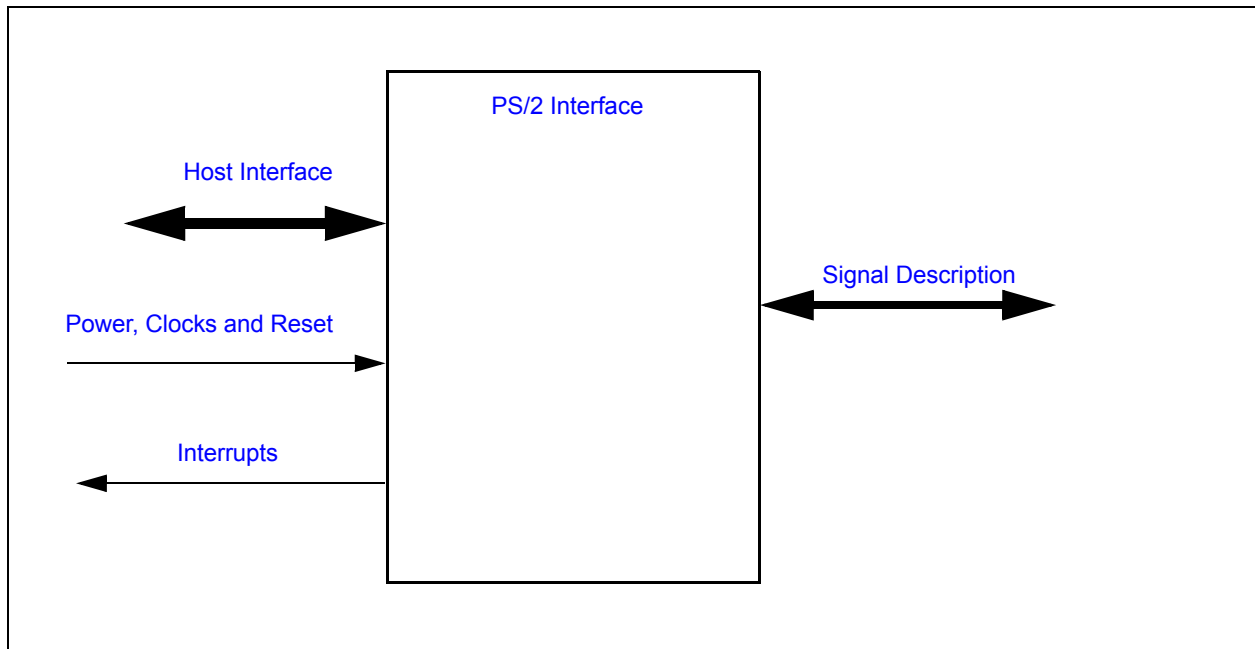 PS/2 Interface
Host Interface
Signal Description
Power, Clocks and Reset
Interrupts